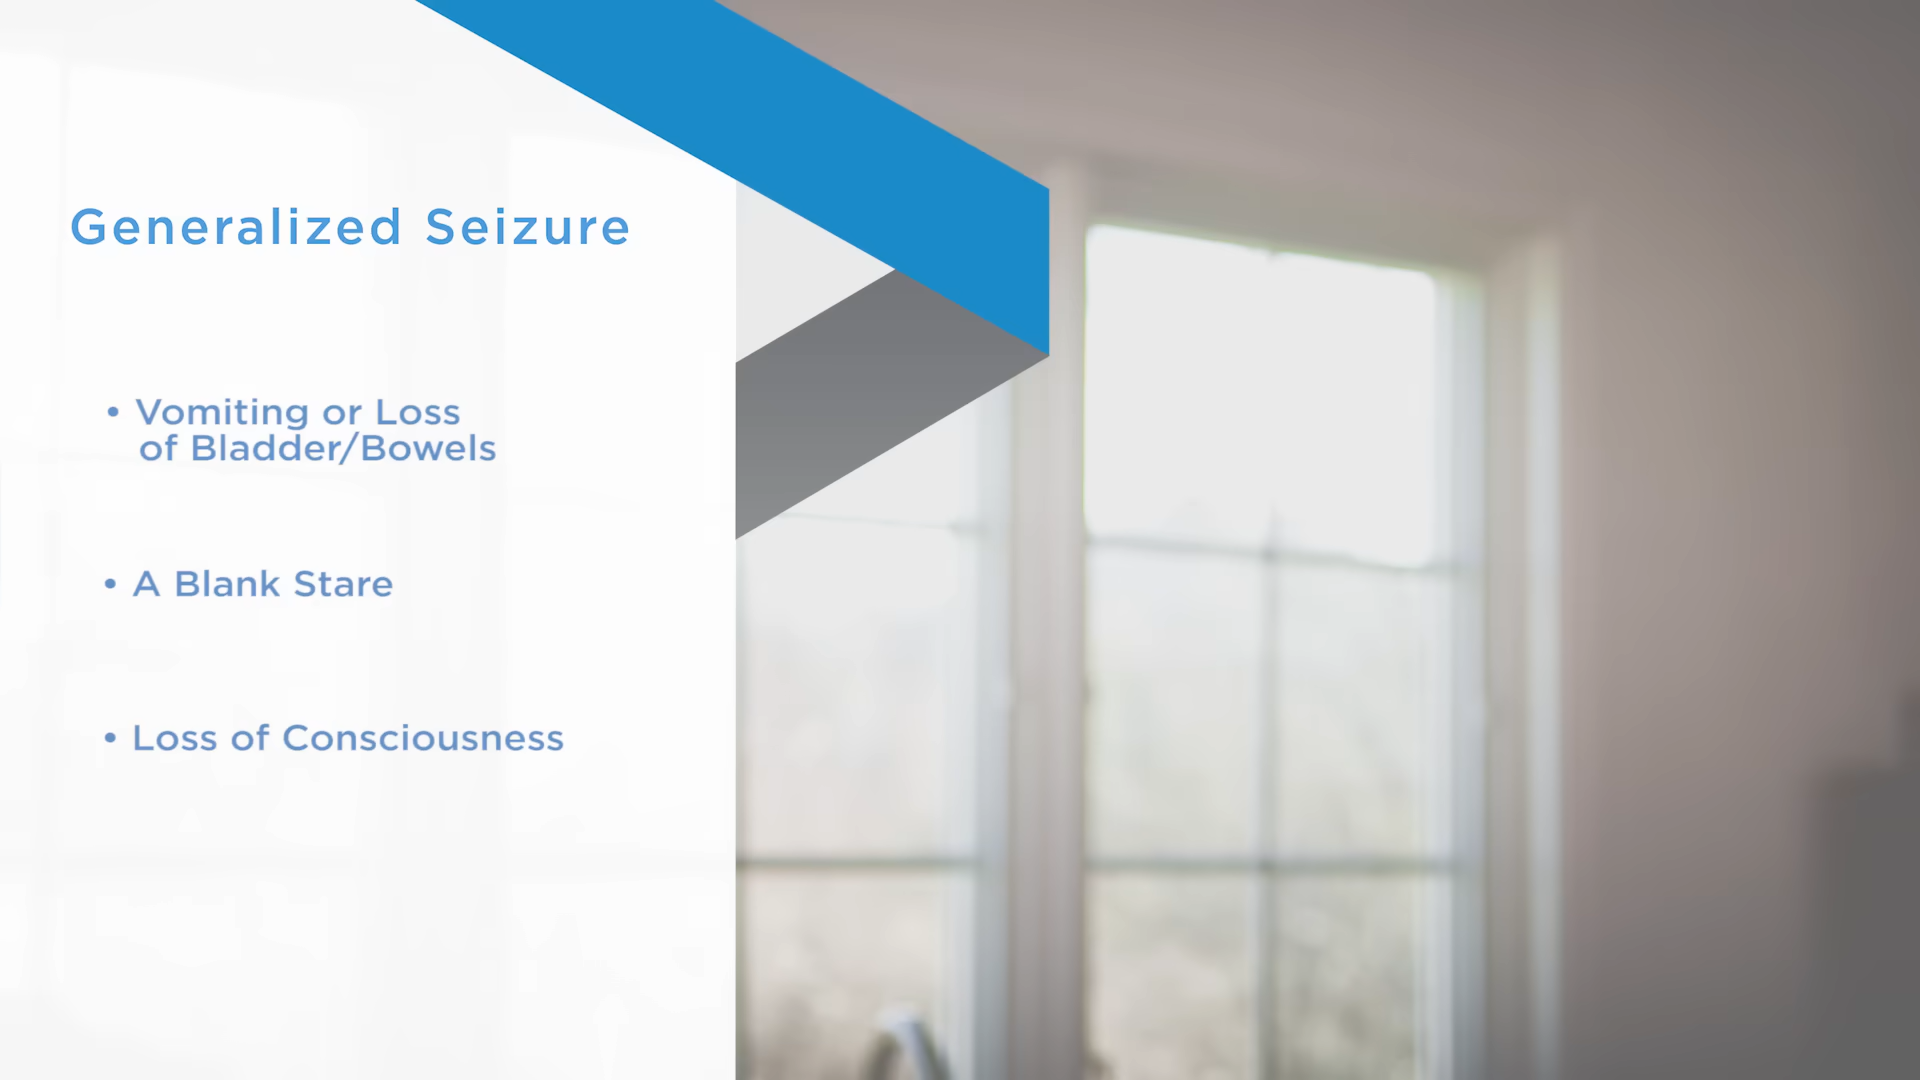 Generalized Seizure
• Vomiting or Loss
of Bladder/Bowels
• A Blank Stare
• Loss of Consciousness